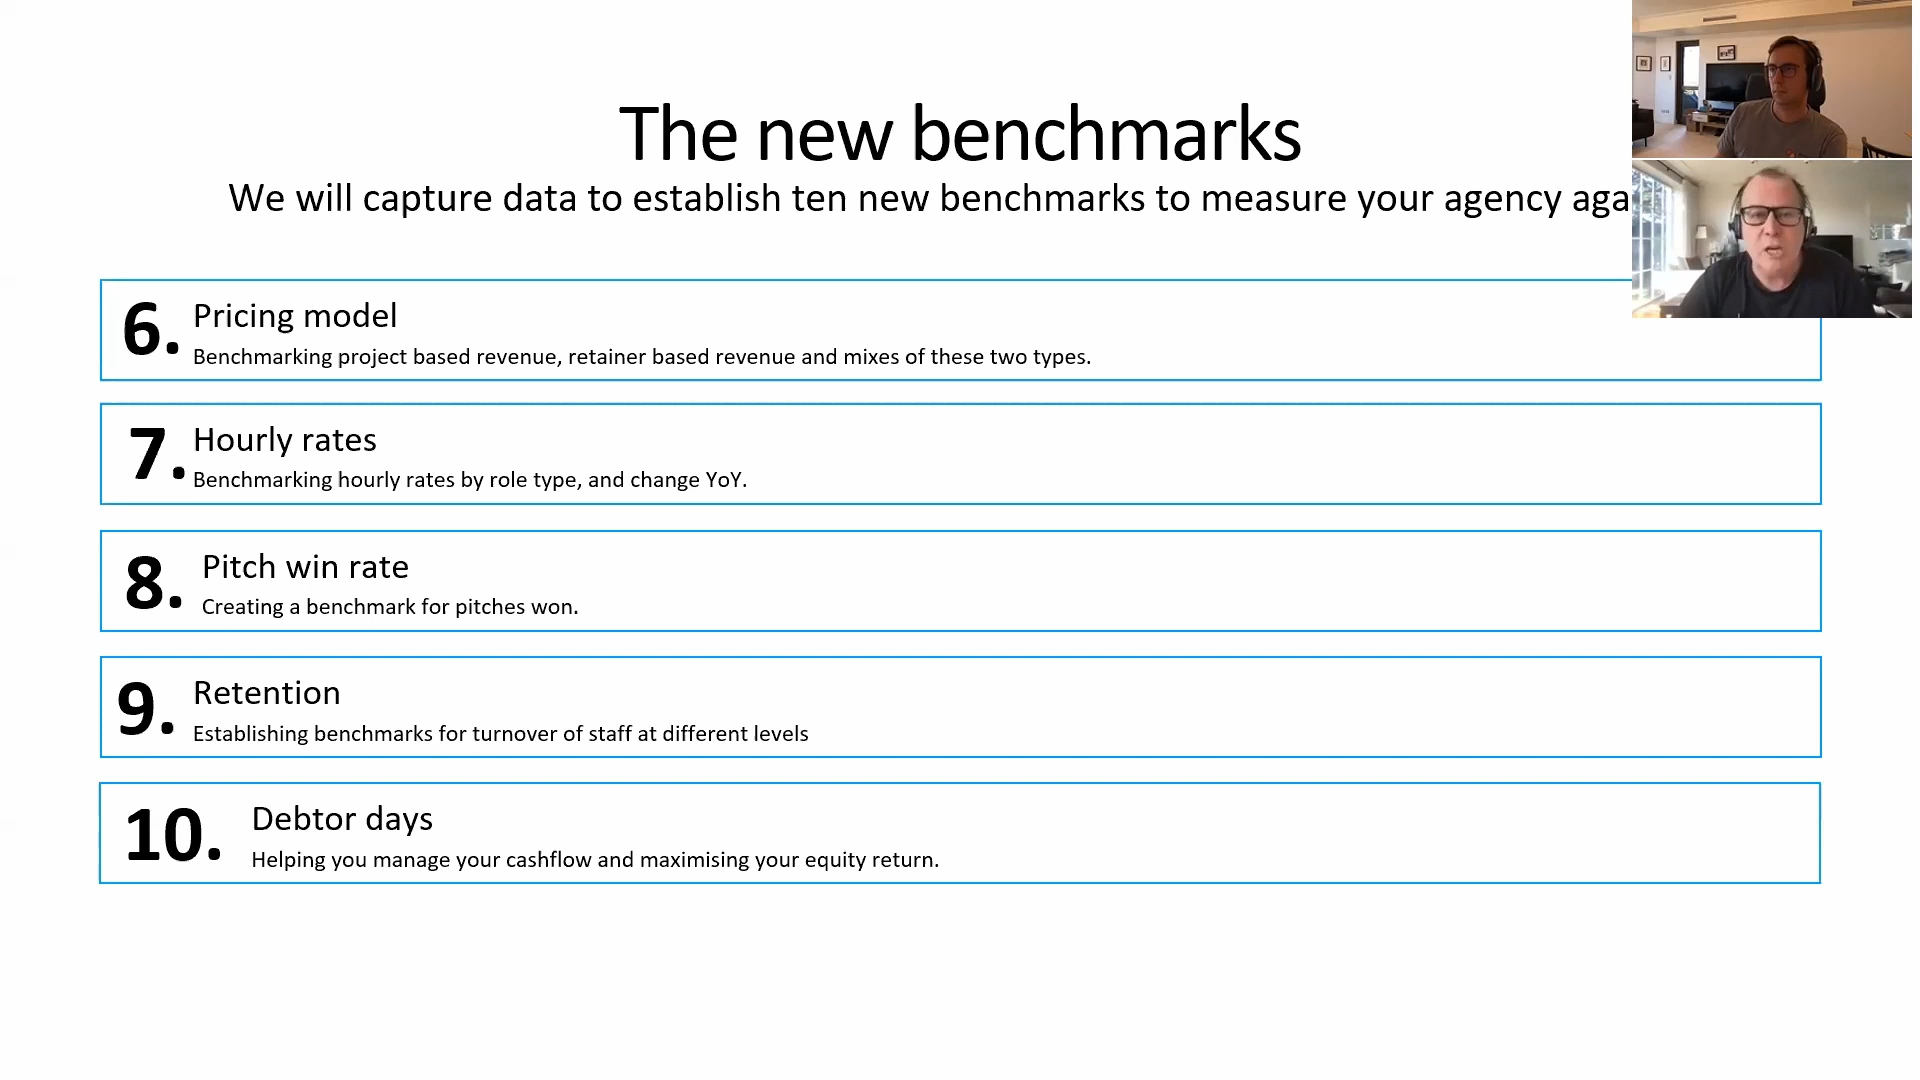 The new benchmarks
We will capture data to establish ten new benchmarks to measure your agency
6. Pricing model
Benchmarking project based revenue, retainer based revenue and mixes of these two types.
7. Hourly rates
Benchmarking hourly rates by role type, and change YoY.
8. Pitch win rate
Creating a benchmark for pitches won.
9. Retention
Establishing benchmarks for turnover of staff at different levels
10. Debtor days
Helping you manage your cashflow and maximising your equity return.